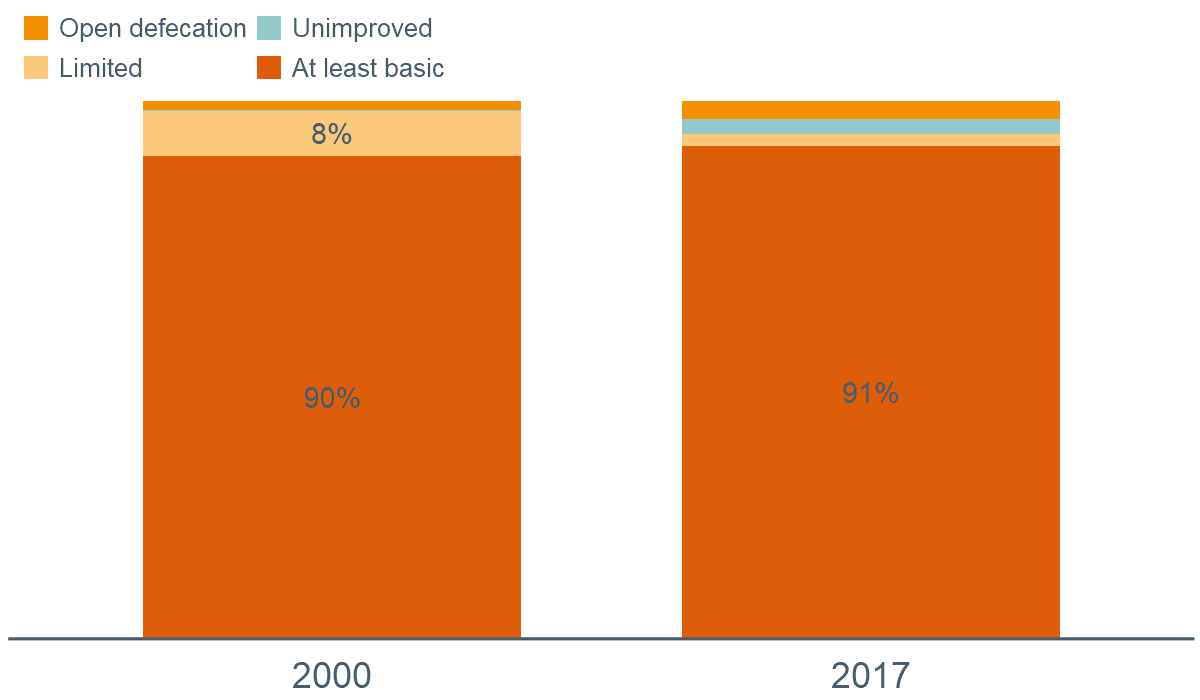 Open defecation Unimproved
Limited At least basic
8%
90%
91%
2000 2017